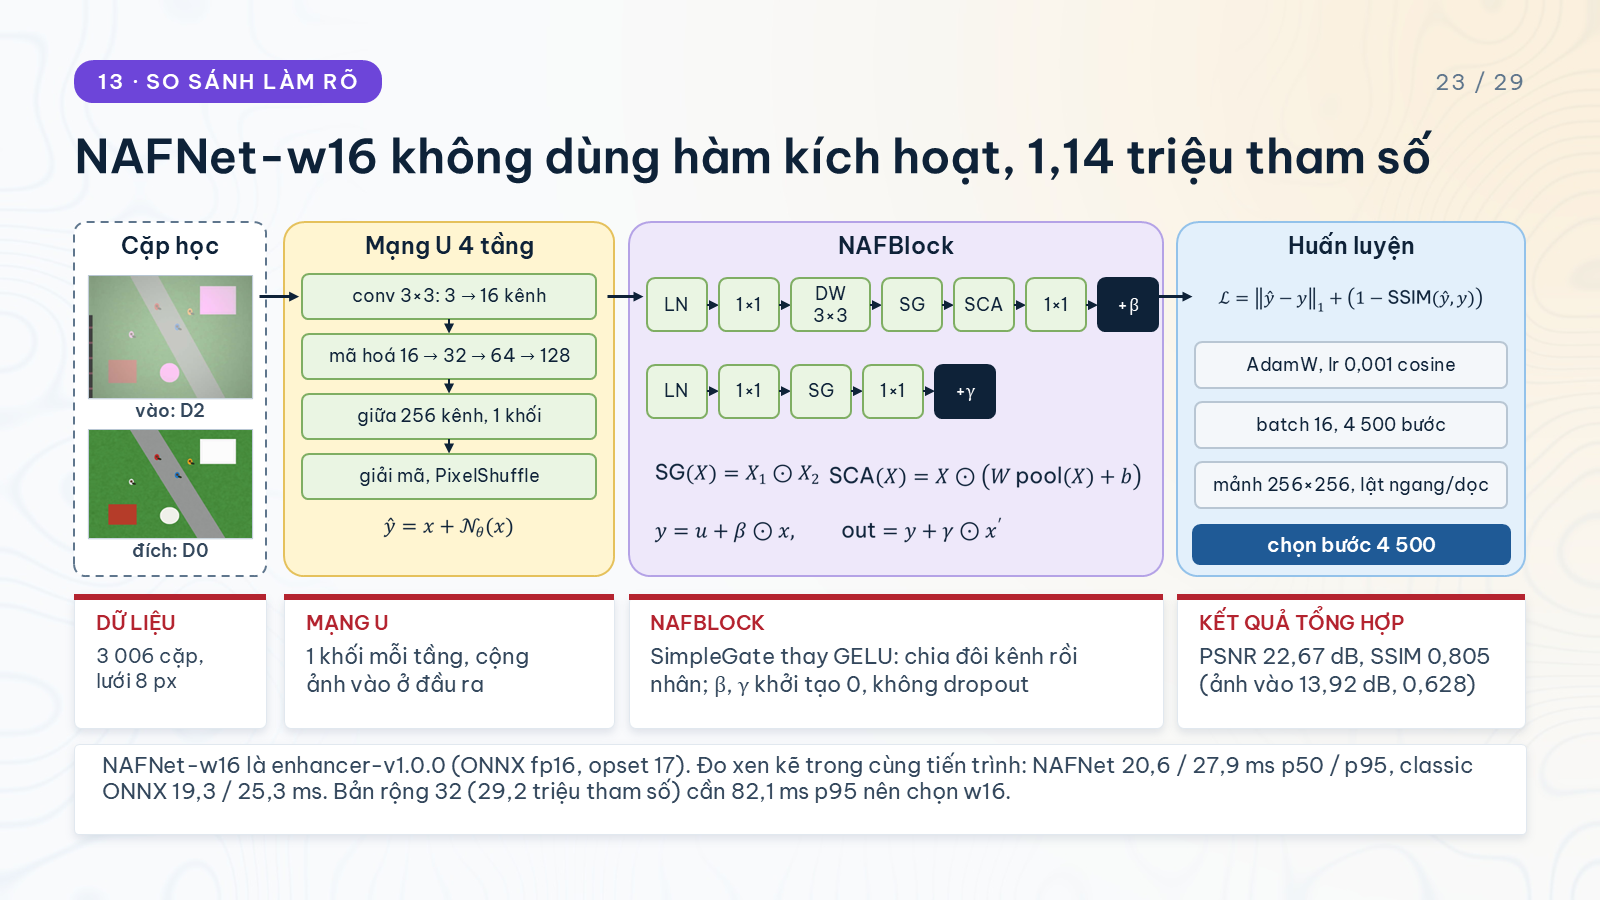 13 · SO SÁNH LÀM RÕ
23 / 29
NAFNet-w16 không dùng hàm kích hoạt, 1,14 triệu tham số
Cặp học
vào: D2
đích: D0
Mạng U 4 tầng
conv 3×3: 3 → 16 kênh
mã hoá 16 → 32 → 64 → 128
giữa 256 kênh, 1 khối
giải mã, PixelShuffle
ŷ = x + 𝒩θ(x)
NAFBlock
LN
1×1
DW
3×3
SG
SCA
1×1
+β
LN
1×1
SG
1×1
+γ
SG(X) = X₁ ⊙ X₂ SCA(X) = X ⊙ (W pool(X) + b)
y = u + β ⊙ x, out = y + γ ⊙ x′
Huấn luyện
ℒ = ‖ŷ − y‖₁ + (1 − SSIM(ŷ, y))
AdamW, lr 0,001 cosine
batch 16, 4 500 bước
mảnh 256×256, lật ngang/dọc
chọn bước 4 500
DỮ LIỆU
3 006 cặp,
lưới 8 px
MẠNG U
1 khối mỗi tầng, cộng
ảnh vào ở đầu ra
NAFBLOCK
SimpleGate thay GELU: chia đôi kênh rồi
nhân; β, γ khởi tạo 0, không dropout
KẾT QUẢ TỔNG HỢP
PSNR 22,67 dB, SSIM 0,805
(ảnh vào 13,92 dB, 0,628)
NAFNet-w16 là enhancer-v1.0.0 (ONNX fp16, opset 17). Đo xen kẽ trong cùng tiến trình: NAFNet 20,6 / 27,9 ms p50 / p95, classic
ONNX 19,3 / 25,3 ms. Bản rộng 32 (29,2 triệu tham số) cần 82,1 ms p95 nên chọn w16.